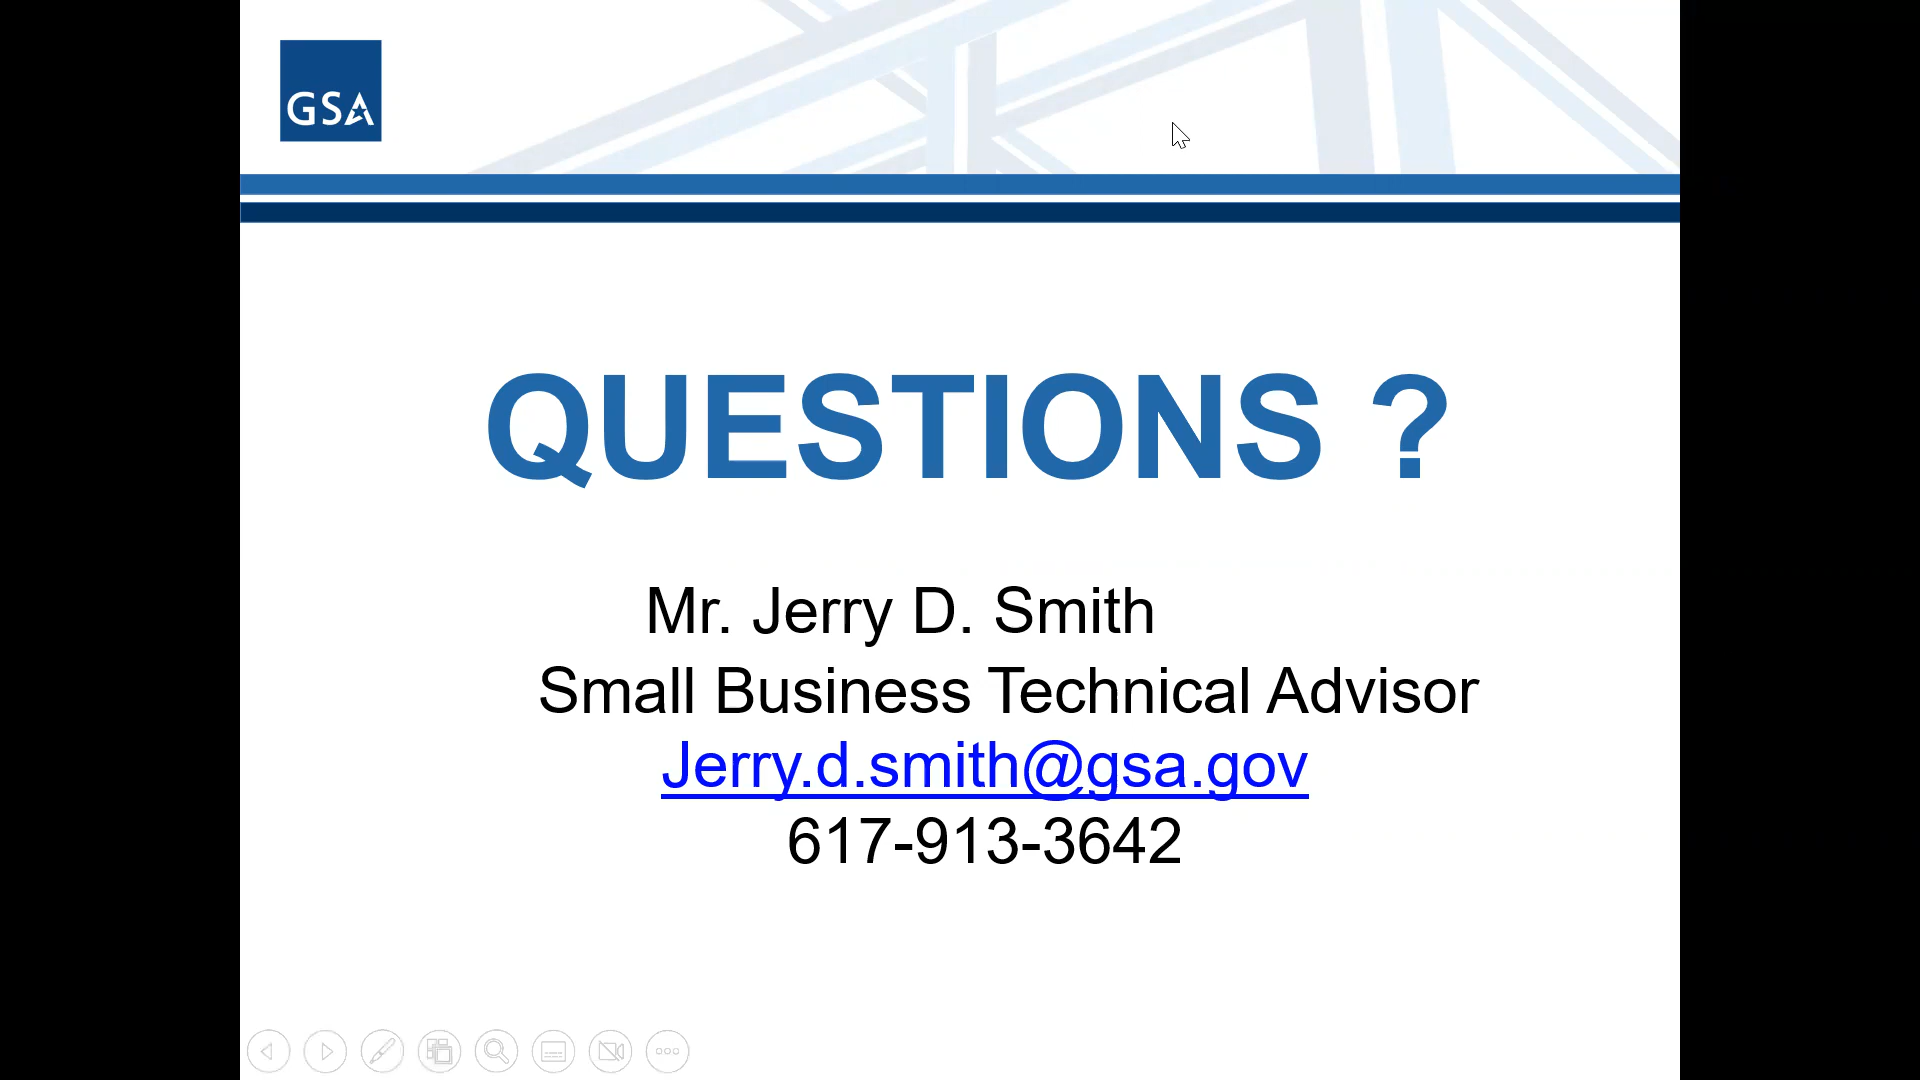 GSA
QUESTIONS ?
Mr. Jerry D. Smith
Small Business Technical Advisor
Jerry.d.smith@gsa.gov
617-913-3642